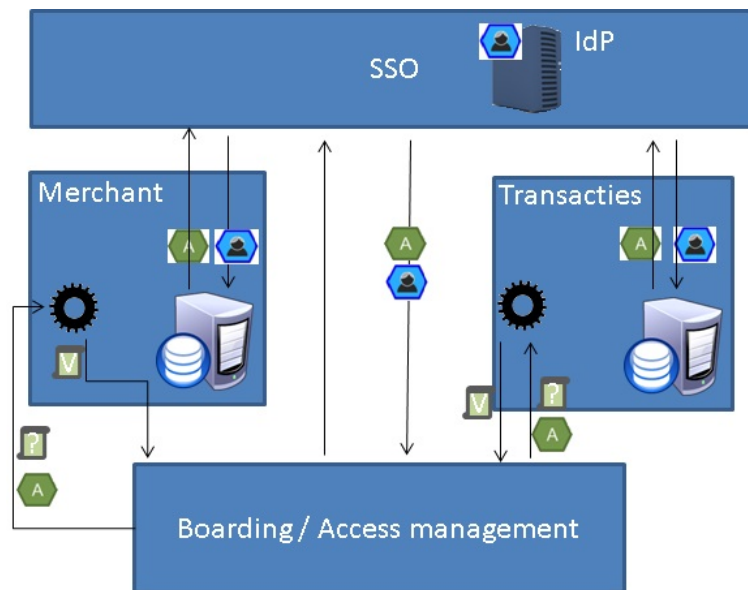 IdP
SSO
Merchant
Transacties
A
A
A
V
V
?
?
A
A
Boarding / Access management